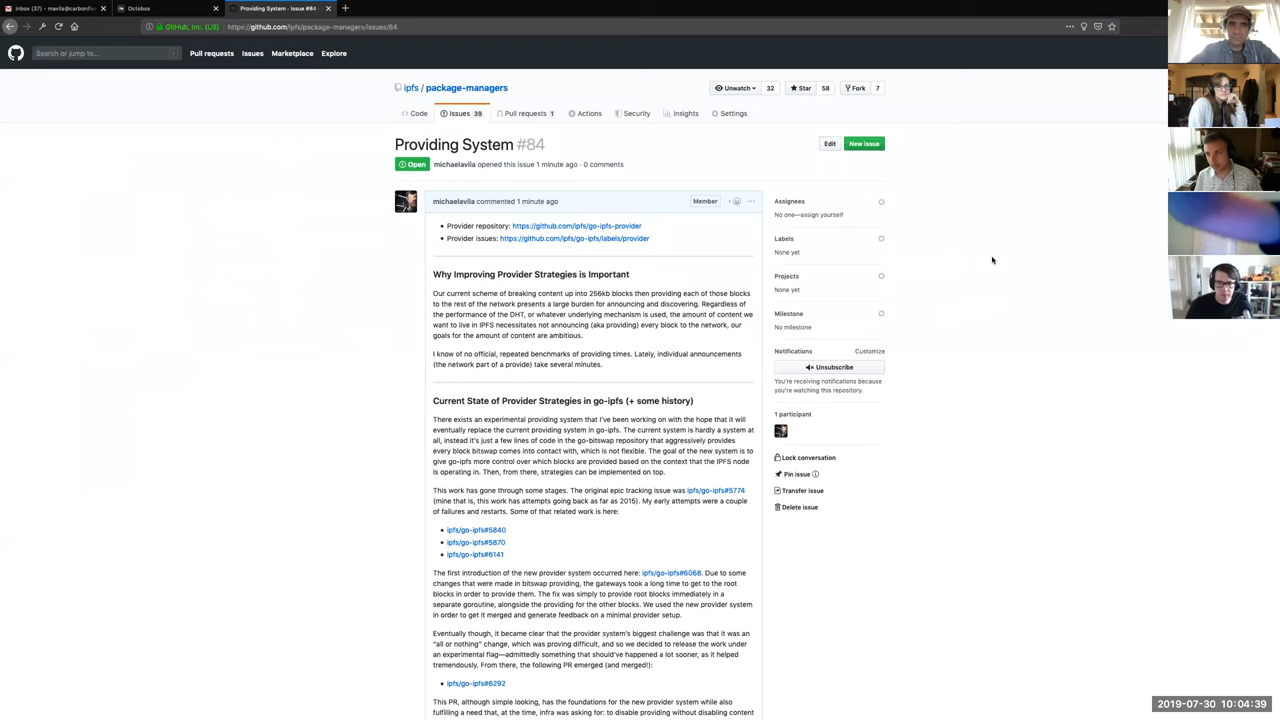 Inbox (16) • mavila@carbonfiv
Octobox
Providing System · Issue #84
GitHub, Inc. (US)
https://github.com/ipfs/package-managers/issues/84
Search or jump to...
/
Pull requests
Issues
Marketplace
Explore
ipfs / package-managers
Unwatch
32
Star
58
Fork
7
Code
Issues 39
Pull requests 1
Actions
Security
Insights
Settings
Providing System #84
Edit
New issue
Open
michaelavila opened this issue 1 minute ago · 0 comments
michaelavila commented 1 minute ago
Member
• Provider repository: https://github.com/ipfs/go-ipfs-provider
• Provider issues: https://github.com/ipfs/go-ipfs/labels/provider
Why Improving Provider Strategies is Important
Our current scheme of breaking content up into 256kb blocks then providing each of those blocks
to the rest of the network presents a large burden for announcing and discovering. Regardless
of the performance of the DHT, or whatever underlying mechanism is used, the amount of content we
want to live in IPFS necessitates not announcing (aka providing) every block to the network, our
goals for the amount of content are ambitious.
I know of no official, repeated benchmarks of providing times. Lately, individual announcements
(the network part of a provide) take several minutes.
Current State of Provider Strategies in go-ipfs (+ some history)
There exists an experimental providing system that I've been working on with the hope that it will
eventually replace the current providing system in go-ipfs. The current system is hardly a system at
all, instead it's just a few lines of code in the go-bitswap repository that aggressively provides
every block bitswap comes into contact with, which is not flexible. The goal of the new system is to
give go-ipfs more control over which blocks are provided based on the context that the IPFS node
is operating in. Then, from there, strategies can be implemented on top.
This work has gone through some stages. The original epic tracking issue was ipfs/go-ipfs#5774
(mine that is, this work has attempts going back as far as 2015). My early attempts were a couple
of failures and restarts. Some of that related work is here:
• ipfs/go-ipfs#5840
• ipfs/go-ipfs#5870
• ipfs/go-ipfs#6141
The first introduction of the new provider system occurred here: ipfs/go-ipfs#6068. Due to some
changes that were made in bitswap providing, the gateways took a long time to get to the root
blocks in order to provide them. The fix was simply to provide root blocks immediately in a
separate goroutine, alongside the providing for the other blocks. We used the new provider system
in order to get it merged and generate feedback on a minimal provider setup.
Eventually though, it became clear that the provider system's biggest challenge was that it was an
"all or nothing" change, which was proving difficult, and so we decided to release the work under
an experimental flag—admittedly something that should've happened a lot sooner, as it helped
tremendously. From there, the following PR emerged (and merged!):
• ipfs/go-ipfs#6292
This PR, although simple looking, has the foundations for the new provider system while also
fulfilling a need that, at the time, infra was asking for: to disable providing without disabling content
Assignees
No one—assign yourself
Labels
None yet
Projects
None yet
Milestone
No milestone
Notifications
Customize
Unsubscribe
You're receiving notifications because
you're watching this repository.
1 participant
Lock conversation
Pin issue
Transfer issue
Delete issue
2019-07-30 10:04:39